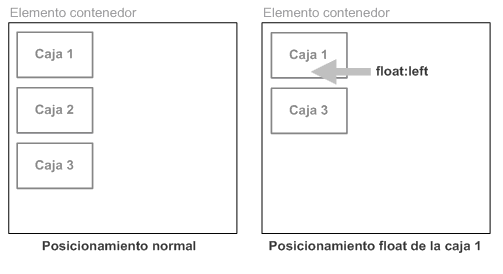 Elemento contenedor
Caja 1
Caja 2
Caja 3
Posicionamiento normal
Elemento contenedor
Caja 1
float:left
Caja 3
Posicionamiento float de la caja 1